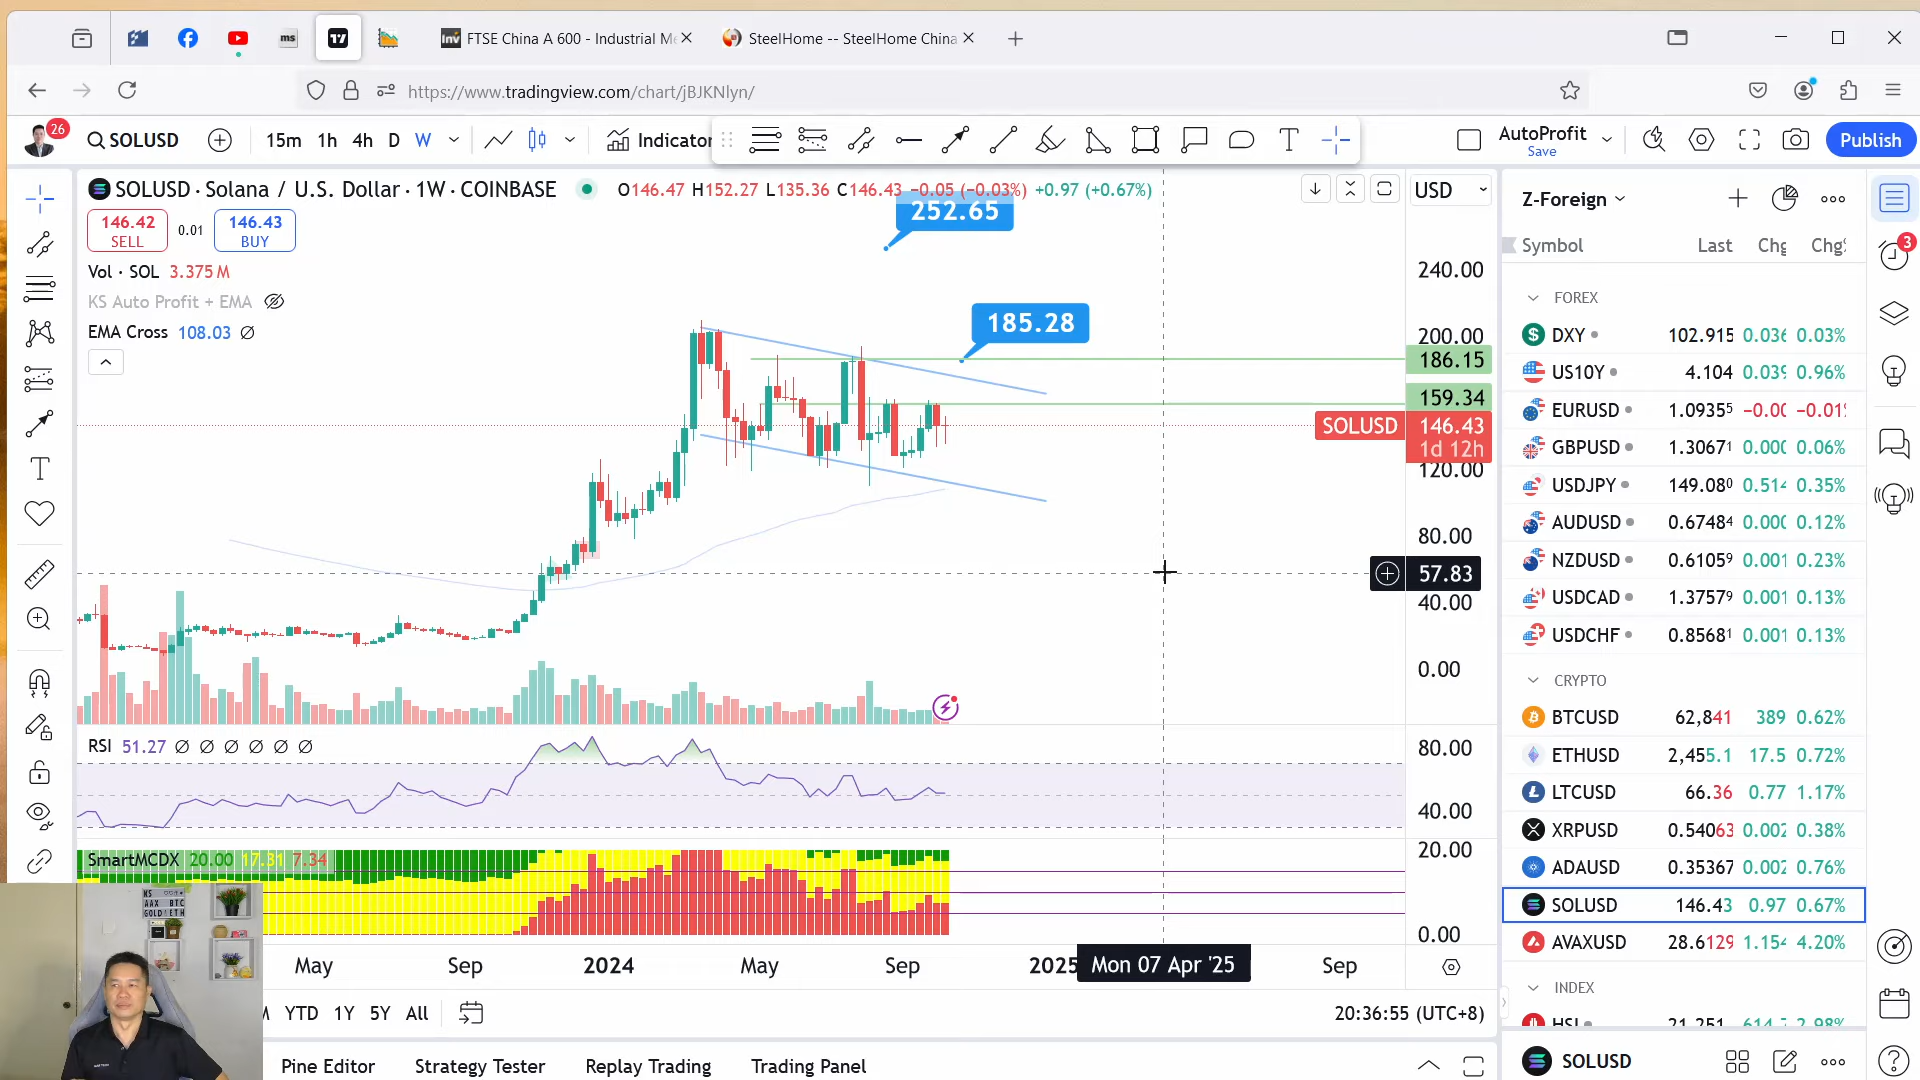 FTSE China A 600 - Industrial Me
SteelHome -- SteelHome China
https://www.tradingview.com/chart/jBJKNlyn/
26
SOLUSD
15m 1h 4h D W
Indicator
AutoProfit
Save
Publish
SOLUSD · Solana / U.S. Dollar · 1W · COINBASE
O146.47 H152.27 L135.36 C146.43 −0.05 (−0.03%) +0.97 (+0.67%)
USD
146.42
SELL
0.01
146.43
BUY
Vol · SOL 3.375 M
KS Auto Profit + EMA
EMA Cross 108.03
252.65
185.28
240.00
200.00
186.15
159.34
SOLUSD 146.43
1d 12h
120.00
80.00
57.83
40.00
0.00
RSI 51.27
80.00
40.00
SmartMCDX 20.00 17.31 7.34
20.00
0.00
May Sep 2024 May Sep 2025 Mon 07 Apr '25 Sep
YTD 1Y 5Y All
20:36:55 (UTC+8)
Pine Editor Strategy Tester Replay Trading Trading Panel
Z-Foreign
Symbol Last Chg Chg%
FOREX
DXY 102.915 0.036 0.03%
US10Y 4.104 0.039 0.96%
EURUSD 1.09355 −0.00 −0.01%
GBPUSD 1.30671 0.000 0.06%
USDJPY 149.080 0.514 0.35%
AUDUSD 0.67484 0.000 0.12%
NZDUSD 0.61059 0.001 0.23%
USDCAD 1.37579 0.001 0.13%
USDCHF 0.85681 0.001 0.13%
CRYPTO
BTCUSD 62,841 389 0.62%
ETHUSD 2,455.1 17.5 0.72%
LTCUSD 66.36 0.77 1.17%
XRPUSD 0.54063 0.002 0.38%
ADAUSD 0.35367 0.002 0.76%
SOLUSD 146.43 0.97 0.67%
AVAXUSD 28.6129 1.154 4.20%
INDEX
HSI 21,251 614.7 2.98%
SOLUSD
3
AAX BTC
GOLD ETH